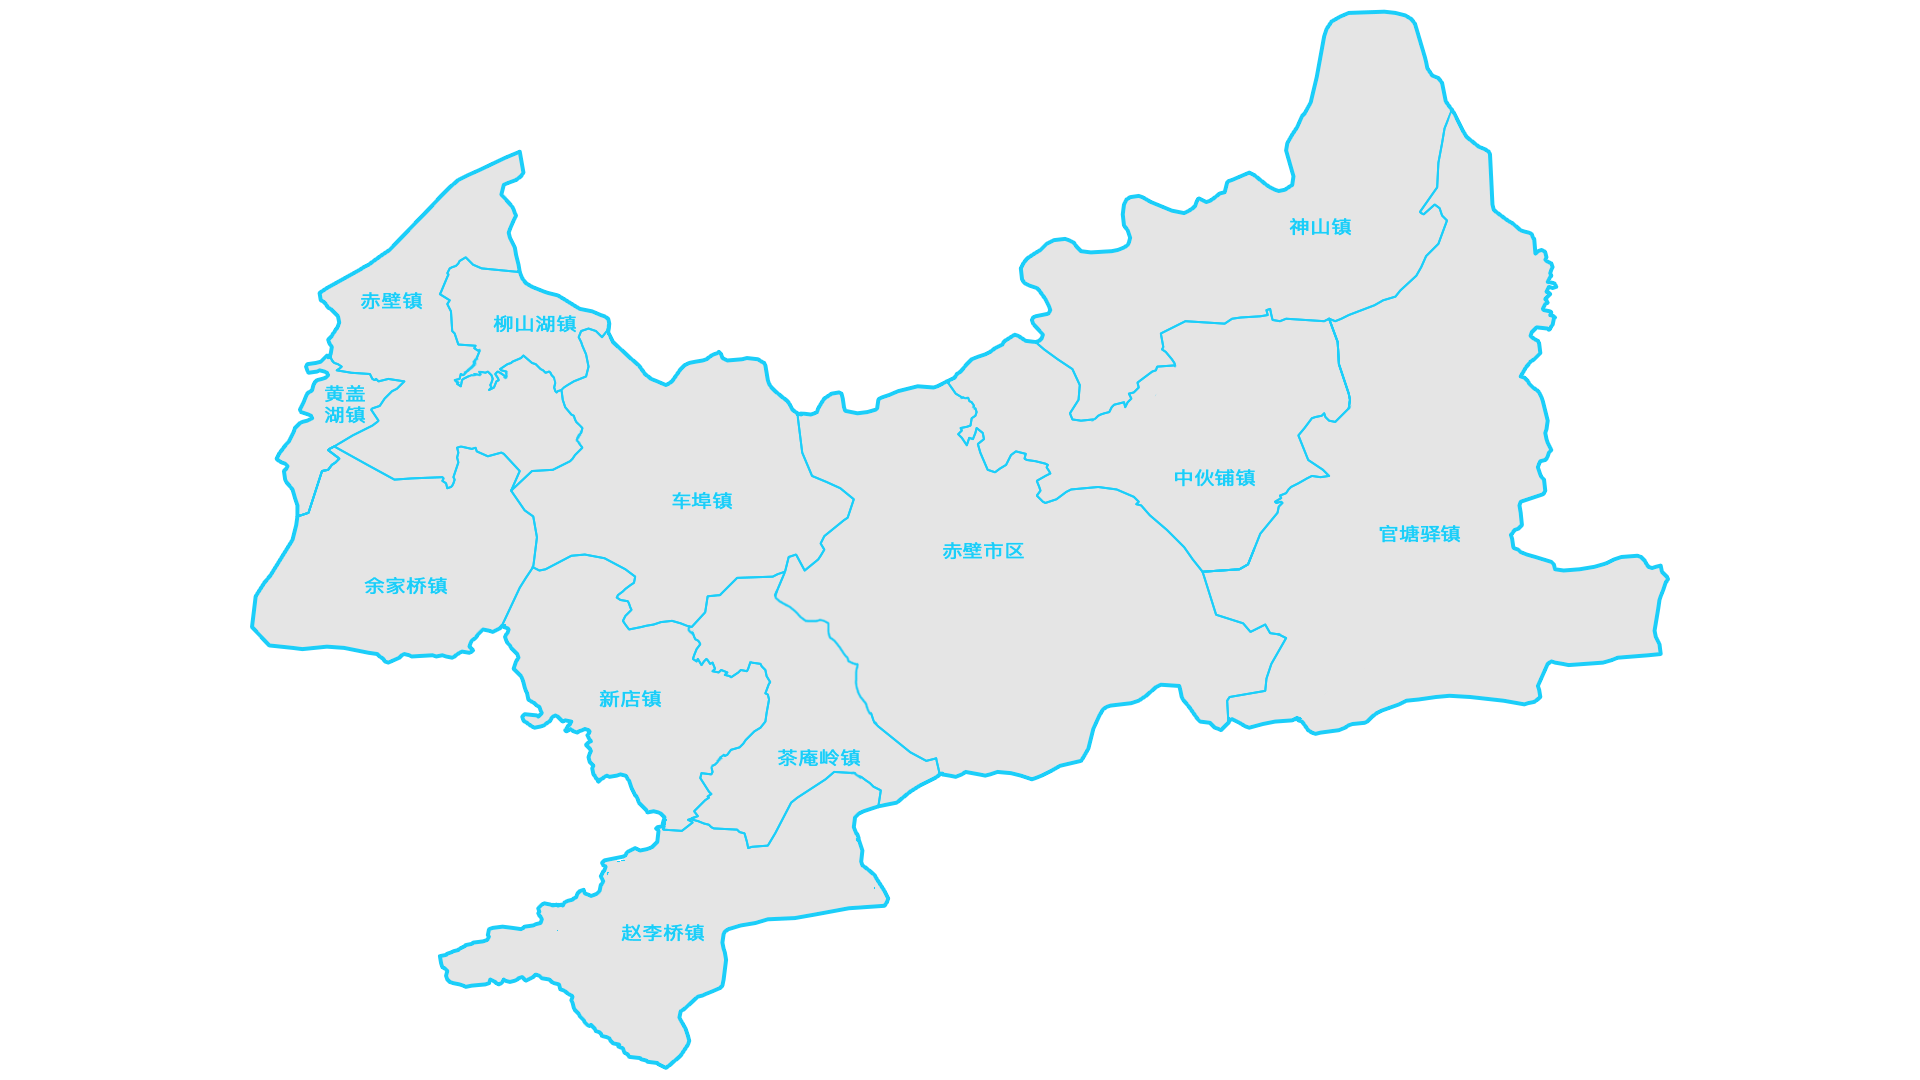 神山镇
赤壁镇
柳山湖镇
黄盖
湖镇
中伙铺镇
车埠镇
官塘驿镇
赤壁市区
余家桥镇
新店镇
茶庵岭镇
赵李桥镇